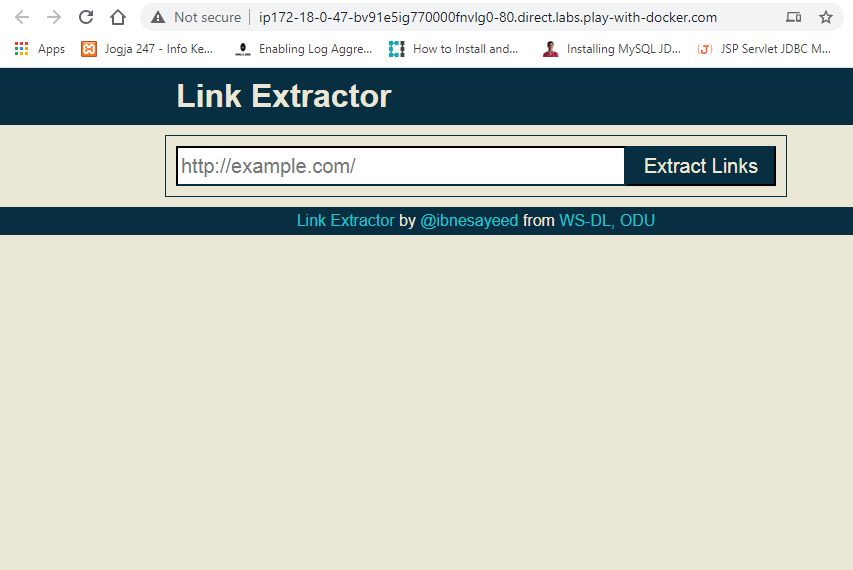 Not secure ip172-18-0-47-bv91e5ig770000fnvlg0-80.direct.labs.play-with-docker.com
Apps Jogja 247 - Info Ke... Enabling Log Aggre... How to Install and... Installing MySQL JD... JSP Servlet JDBC M...
Link Extractor
http://example.com/ Extract Links
Link Extractor by @ibnesayeed from WS-DL, ODU